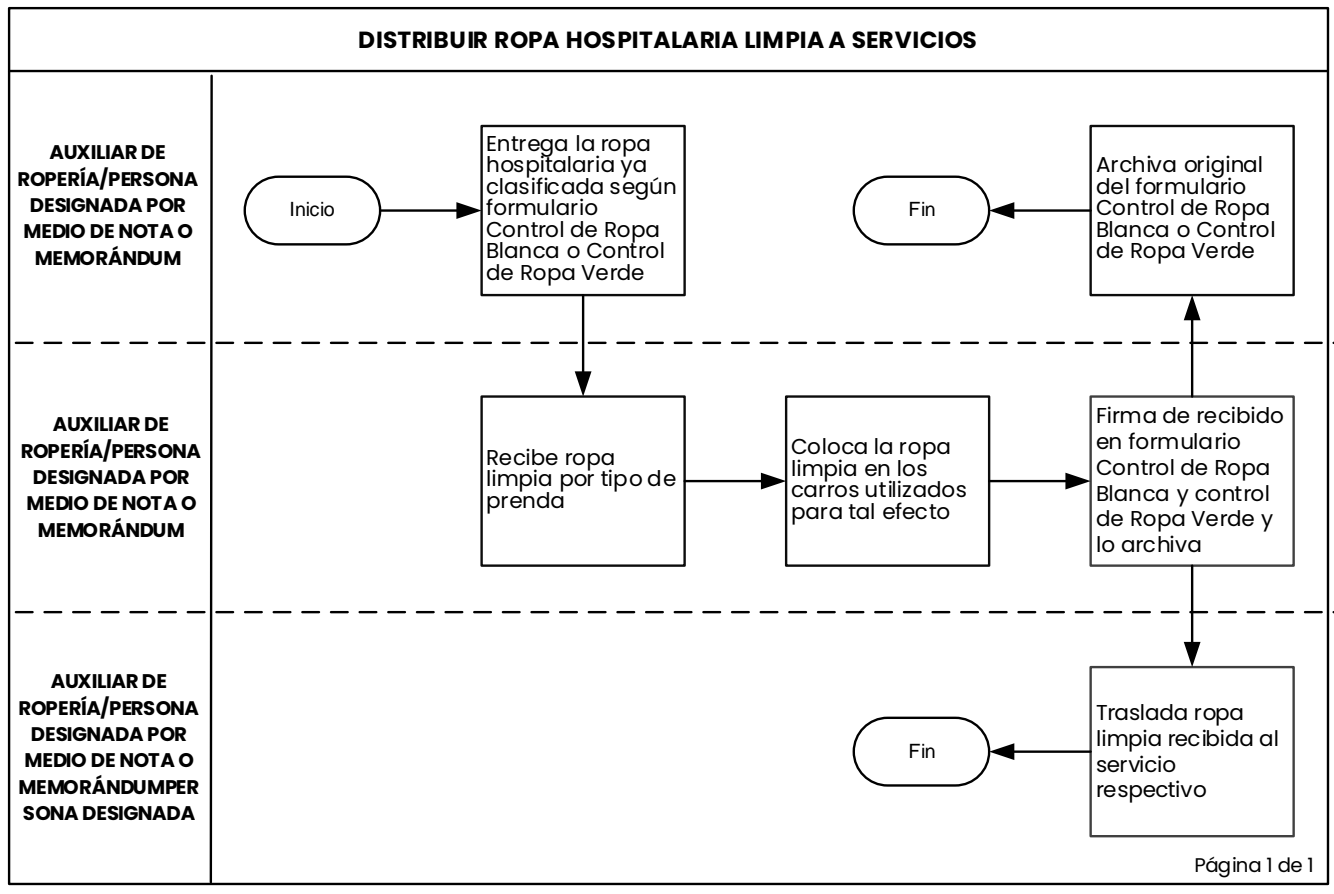 DISTRIBUIR ROPA HOSPITALARIA LIMPIA A SERVICIOS
AUXILIAR DE
ROPERÍA/PERSONA
DESIGNADA POR
MEDIO DE NOTA O
MEMORÁNDUM
Inicio
Entrega la ropa
hospitalaria ya
clasificada según
formulario
Control de Ropa
Blanca o Control
de Ropa Verde
Fin
Archiva original
del formulario
Control de Ropa
Blanca o Control
de Ropa Verde
AUXILIAR DE
ROPERÍA/PERSONA
DESIGNADA POR
MEDIO DE NOTA O
MEMORÁNDUM
Recibe ropa
limpia por tipo de
prenda
Coloca la ropa
limpia en los
carros utilizados
para tal efecto
Firma de recibido
en formulario
Control de Ropa
Blanca y control
de Ropa Verde y
lo archiva
AUXILIAR DE
ROPERÍA/PERSONA
DESIGNADA POR
MEDIO DE NOTA O
MEMORÁNDUMPER
SONA DESIGNADA
Fin
Traslada ropa
limpia recibida al
servicio
respectivo
Página 1 de 1